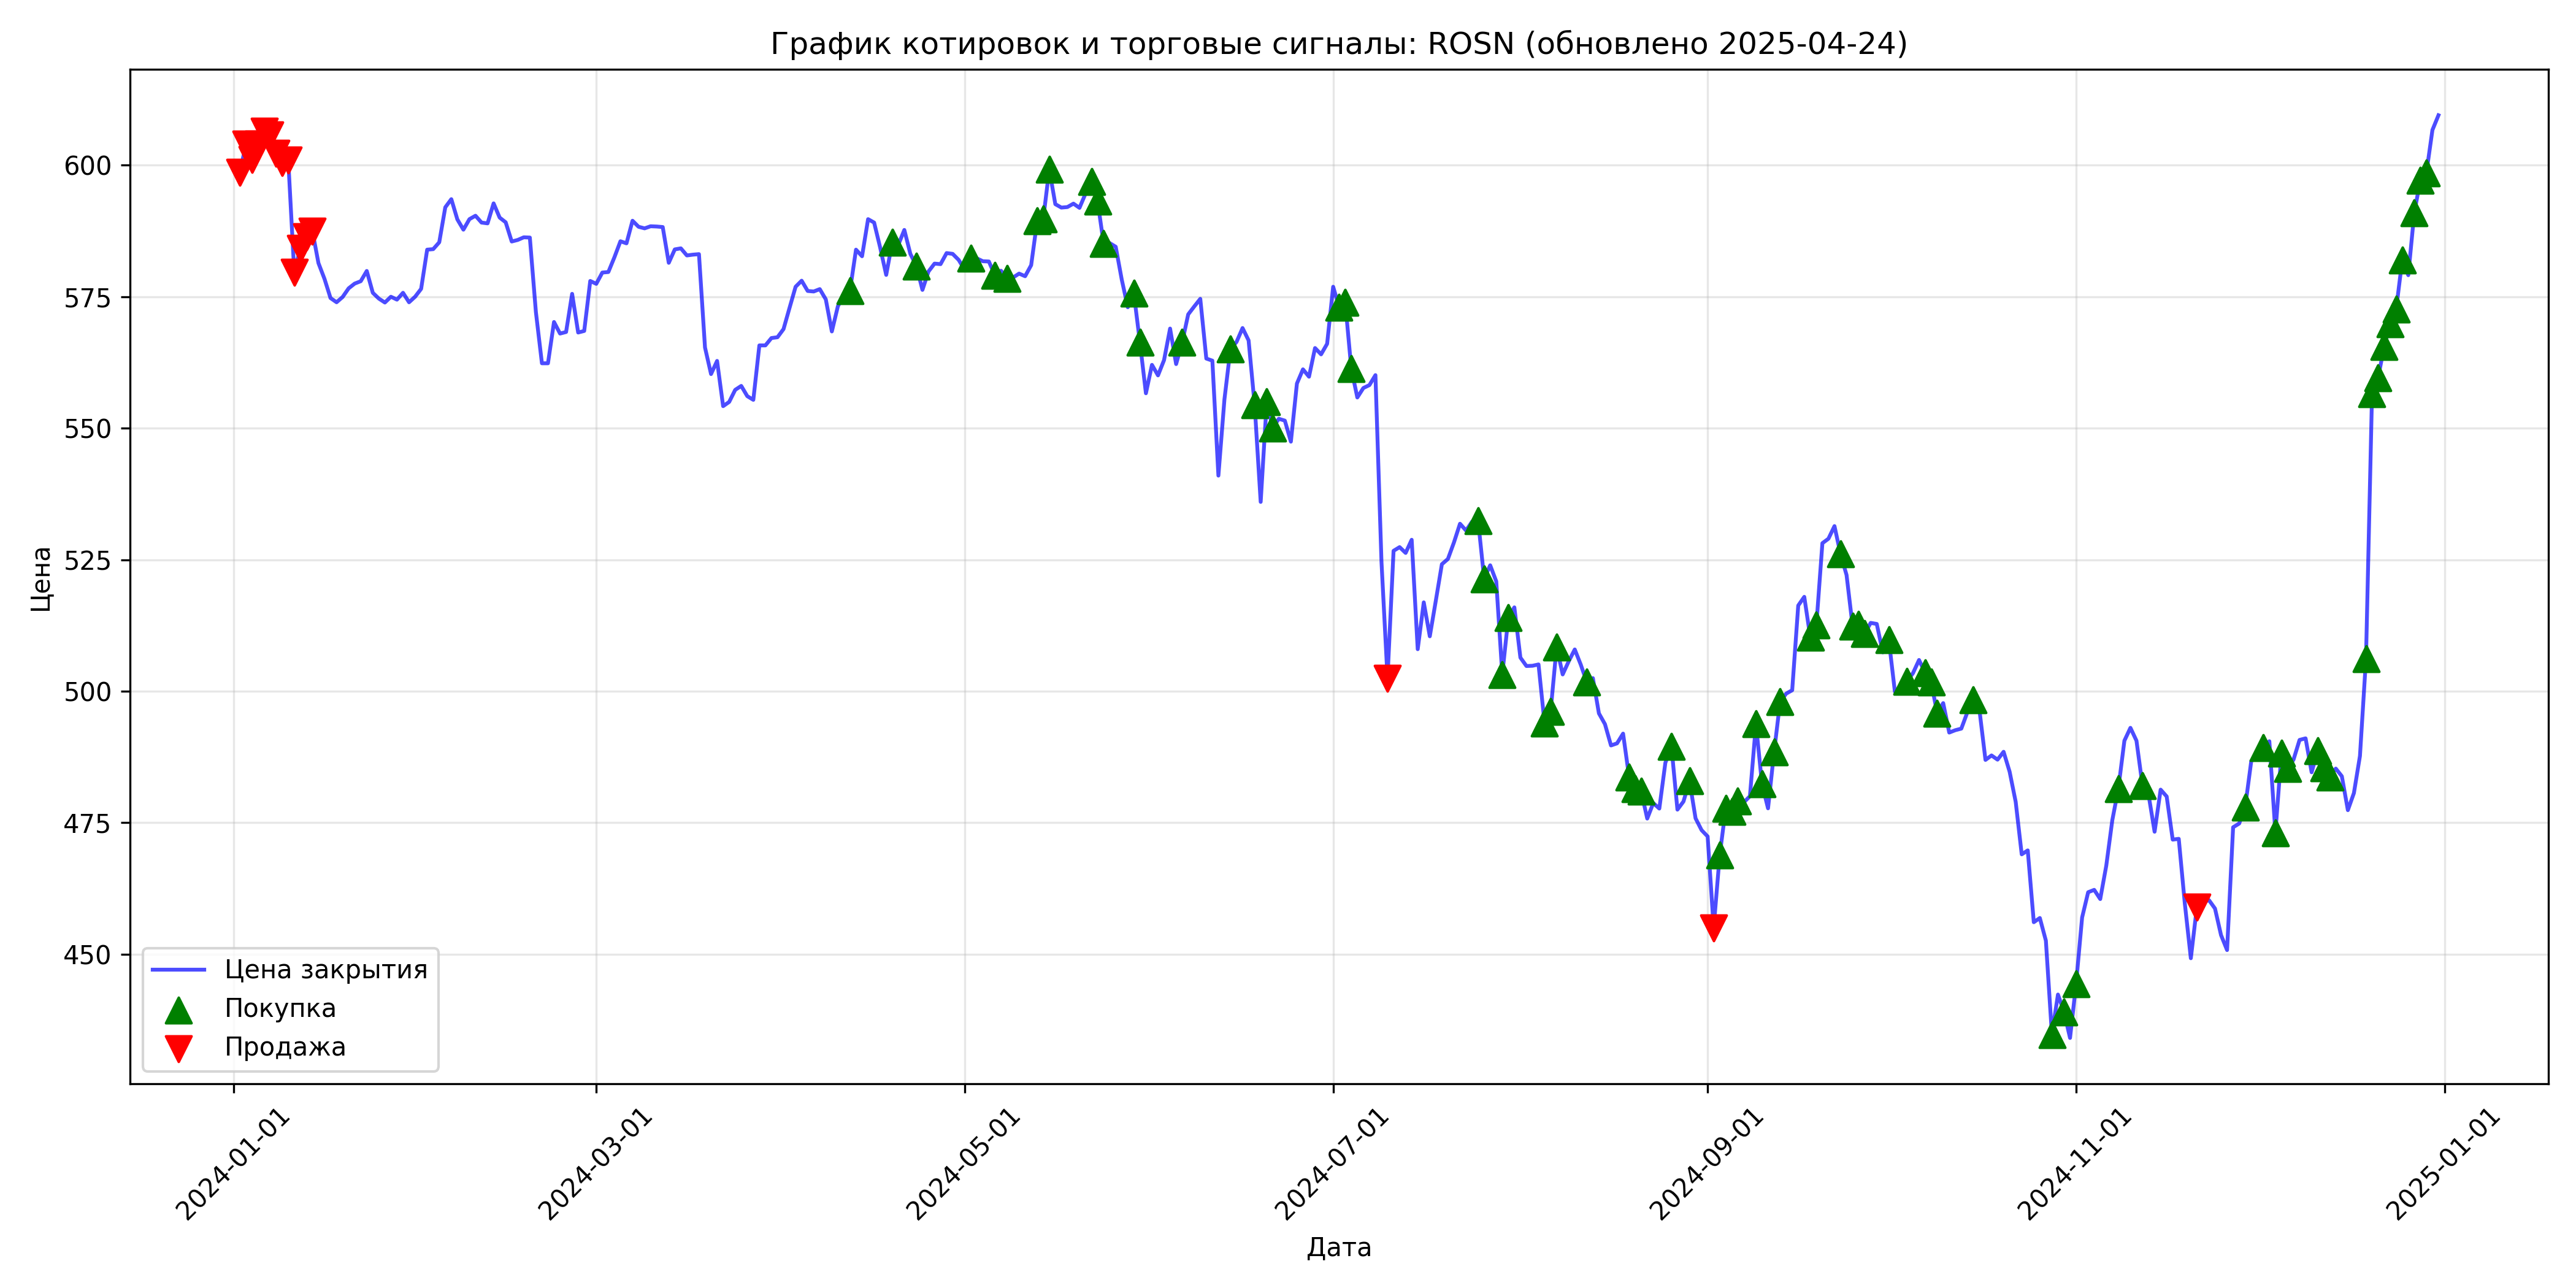 График котировок и торговые сигналы: ROSN (обновлено 2025-04-24)
Цена
600
575
550
525
500
475
450
Цена закрытия
Покупка
Продажа
2024-01-01
2024-03-01
2024-05-01
2024-07-01
2024-09-01
2024-11-01
2025-01-01
Дата